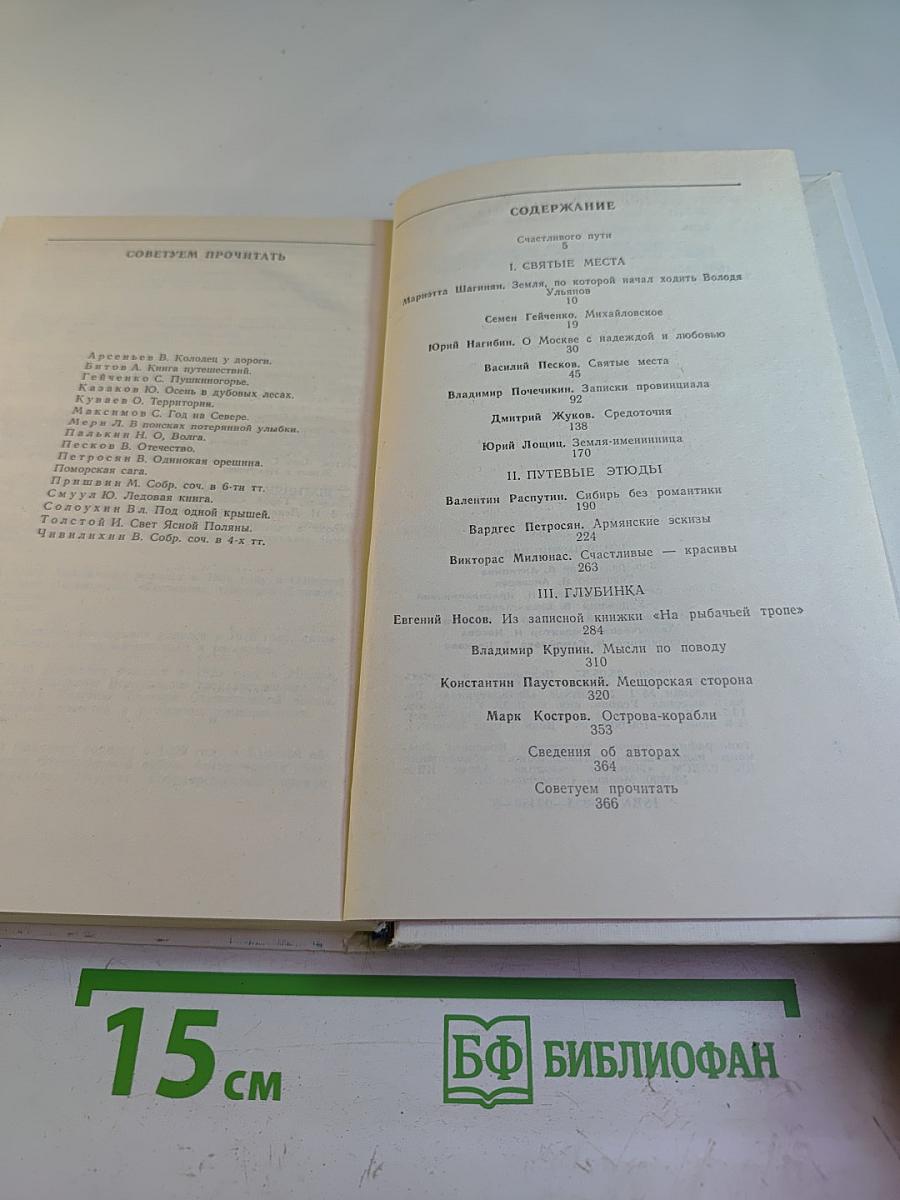 СОВЕТУЕМ ПРОЧИТАТЬ
Арсеньев В. Колодец у дороги.
Битов А. Книга путешествий.
Гейченко С. Пушкиногорье.
Казаков Ю. Осень в дубовых лесах.
Куваев О. Территория.
Максимов С. Год на Севере.
Мери Л. В поисках потерянной улыбки.
Палькин Н. О, Волга.
Песков В. Отечество.
Петросян В. Одинокая орешина.
Поморская сага.
Пришвин М. Собр. соч. в 6-ти тт.
Смуул Ю. Ледовая книга.
Солоухин Вл. Под одной крышей.
Толстой И. Свет Ясной Поляны.
Чивилихин В. Собр. соч. в 4-х тт.
СОДЕРЖАНИЕ
Счастливого пути
5
I. СВЯТЫЕ МЕСТА
Мариэтта Шагинян. Земля, по которой начал ходить Володя
Ульянов
10
Семен Гейченко. Михайловское
19
Юрий Нагибин. О Москве с надеждой и любовью
30
Василий Песков. Святые места
45
Владимир Почечикин. Записки провинциала
92
Дмитрий Жуков. Средоточия
138
Юрий Лощиц. Земля-именинница
170
II. ПУТЕВЫЕ ЭТЮДЫ
Валентин Распутин. Сибирь без романтики
190
Вардгес Петросян. Армянские эскизы
224
Викторас Милюнас. Счастливые — красивы
263
III. ГЛУБИНКА
Евгений Носов. Из записной книжки «На рыбачьей тропе»
284
Владимир Крупин. Мысли по поводу
310
Константин Паустовский. Мещорская сторона
320
Марк Костров. Острова-корабли
353
Сведения об авторах
364
Советуем прочитать
366
15 см
БФ БИБЛИОФАН